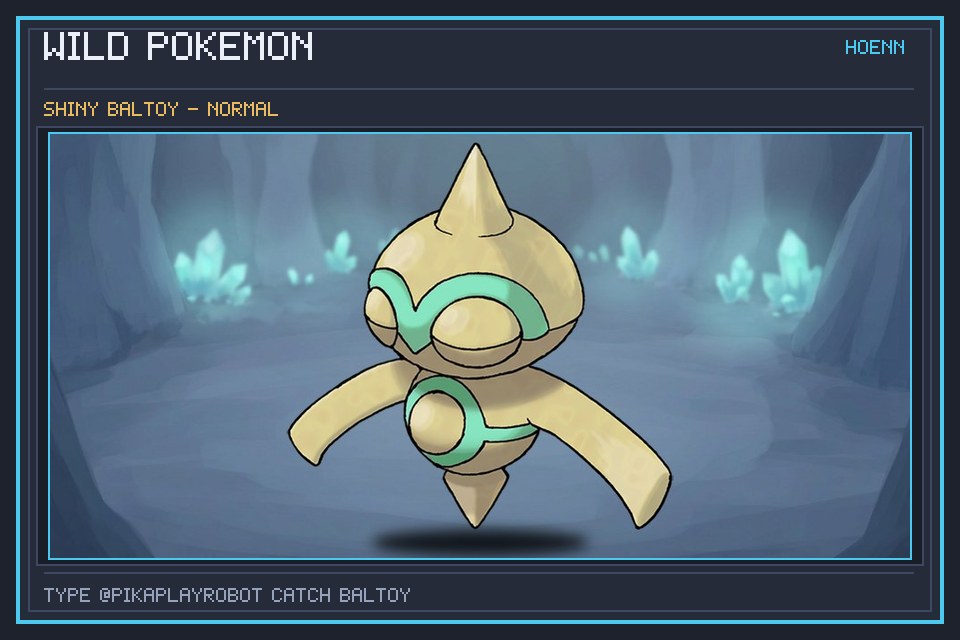 WILD POKEMON
HOENN
SHINY BALTOY - NORMAL
TYPE @PIKAPLAYROBOT CATCH BALTOY